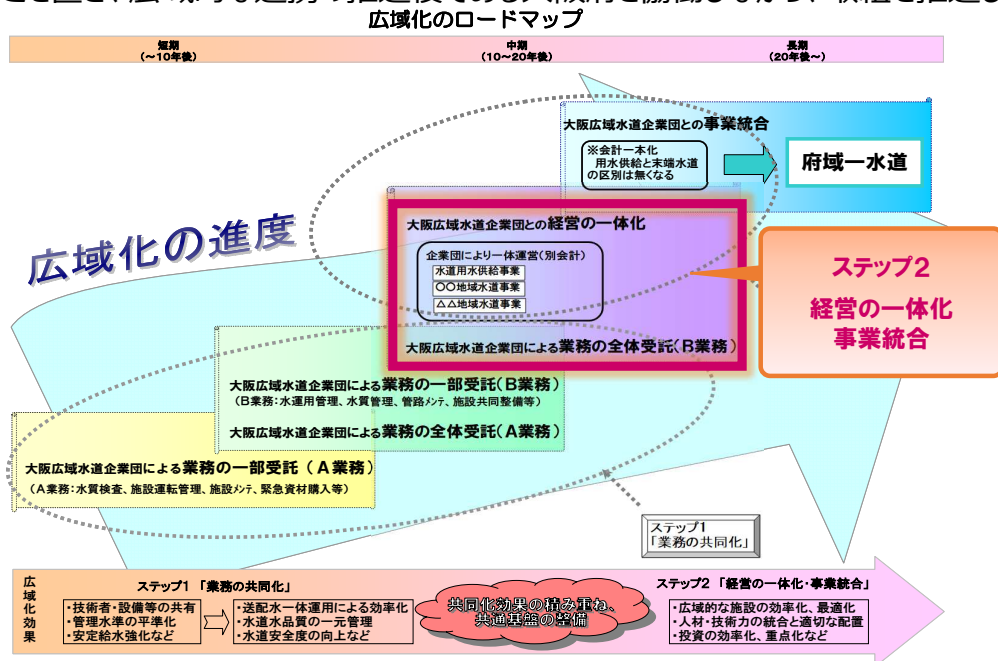 広域化のロードマップ
短期
(～10年後)
中期
(10～20年後)
長期
(20年後～)
大阪広域水道企業団との事業統合
※会計一本化
用水供給と末端水道
の区別は無くなる
府域一水道
広域化の進度
大阪広域水道企業団との経営の一体化
企業団により一体運営(別会計)
水道用水供給事業
〇〇地域水道事業
△△地域水道事業
大阪広域水道企業団による業務の全体受託(B業務)
ステップ2
経営の一体化
事業統合
大阪広域水道企業団による業務の一部受託(B業務)
(B業務:水運用管理、水質管理、管路メンテ、施設共同整備等)
大阪広域水道企業団による業務の全体受託(A業務)
大阪広域水道企業団による業務の一部受託(A業務)
(A業務:水質検査、施設運転管理、施設メンテ、緊急資材購入等)
ステップ1
「業務の共同化」
広域化効果
ステップ1 「業務の共同化」
・技術者・設備等の共有
・管理水準の平準化
・安定給水強化など
・送配水一体運用による効率化
・水道水品質の一元管理
・水道安全度の向上など
共同化効果の積み重ね、
共通基盤の整備
ステップ2 「経営の一体化・事業統合」
・広域的な施設の効率化、最適化
・人材・技術力の統合と適切な配置
・投資の効率化、重点化など